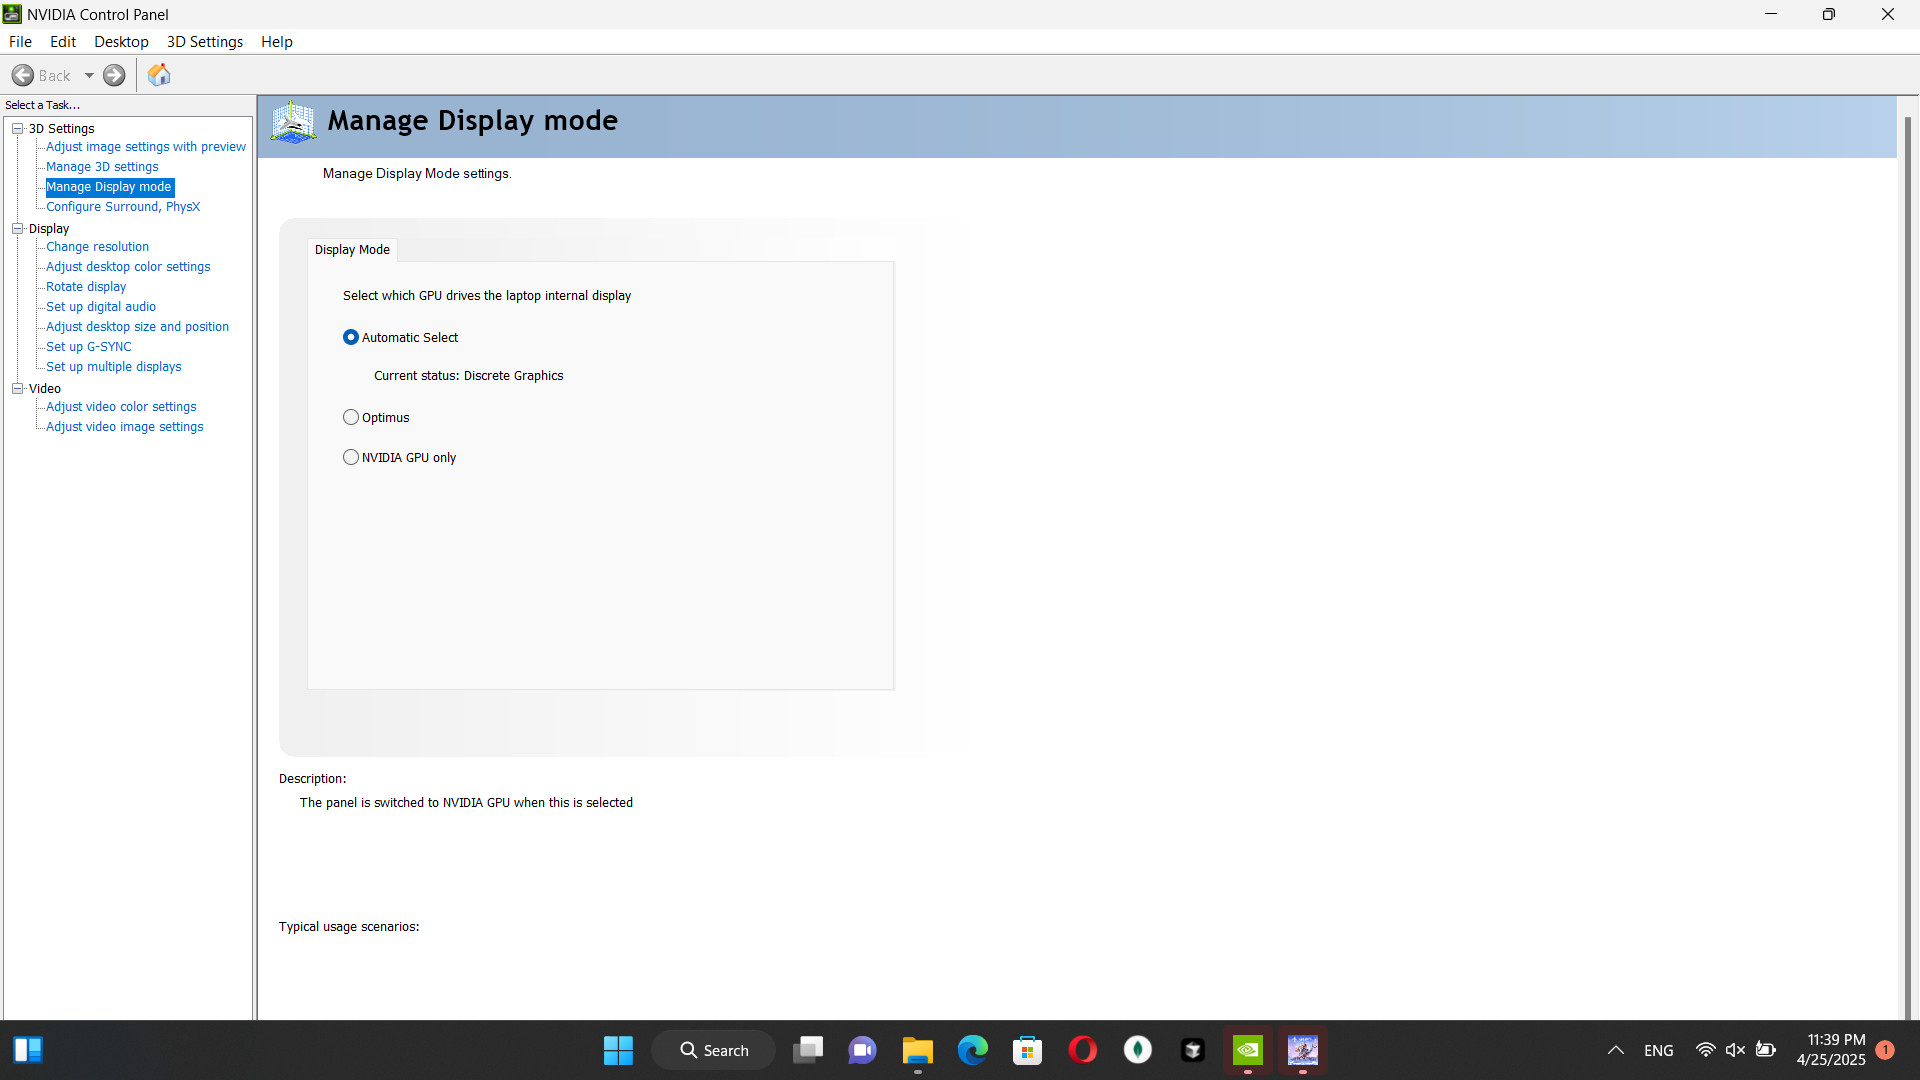 NVIDIA Control Panel
File Edit Desktop 3D Settings Help
Back
Select a Task...
3D Settings
Adjust image settings with preview
Manage 3D settings
Manage Display mode
Configure Surround, PhysX
Display
Change resolution
Adjust desktop color settings
Rotate display
Set up digital audio
Adjust desktop size and position
Set up G-SYNC
Set up multiple displays
Video
Adjust video color settings
Adjust video image settings
Manage Display mode
Manage Display Mode settings.
Display Mode
Select which GPU drives the laptop internal display
Automatic Select
Current status: Discrete Graphics
Optimus
NVIDIA GPU only
Description:
The panel is switched to NVIDIA GPU when this is selected
Typical usage scenarios:
Search
ENG
11:39 PM
4/25/2025
1